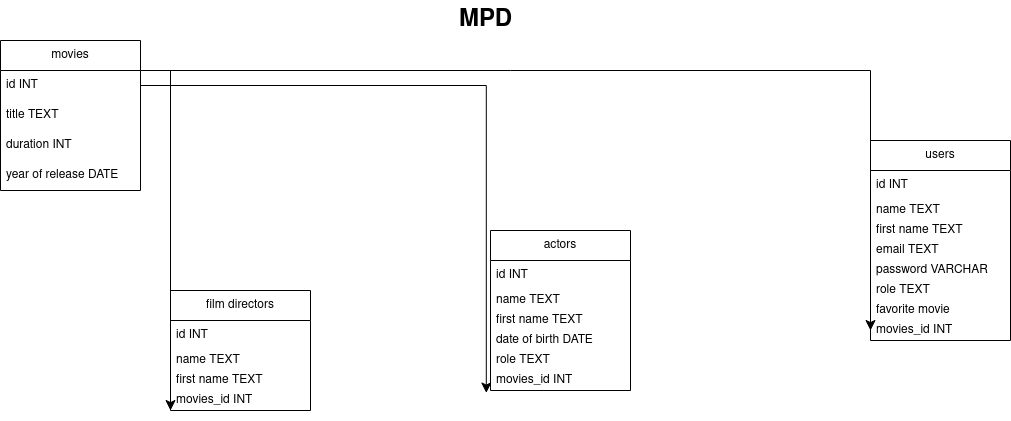 MPD
movies
id INT
title TEXT
duration INT
year of release DATE
users
id INT
name TEXT
first name TEXT
email TEXT
password VARCHAR
role TEXT
favorite movie
movies_id INT
actors
id INT
name TEXT
first name TEXT
date of birth DATE
role TEXT
movies_id INT
film directors
id INT
name TEXT
first name TEXT
movies_id INT